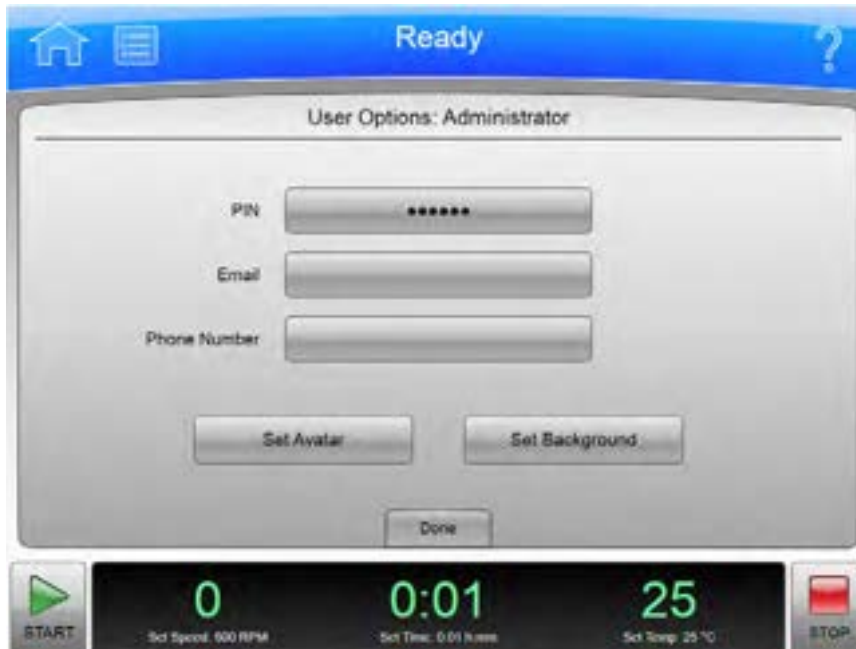 Ready
?
User Options: Administrator
PIN ••••••
Email
Phone Number
Set Avatar Set Background
Done
0 0:01 25
START Set Speed: 600 RPM Set Time: 0:01 h:mm Set Temp: 25 °C STOP